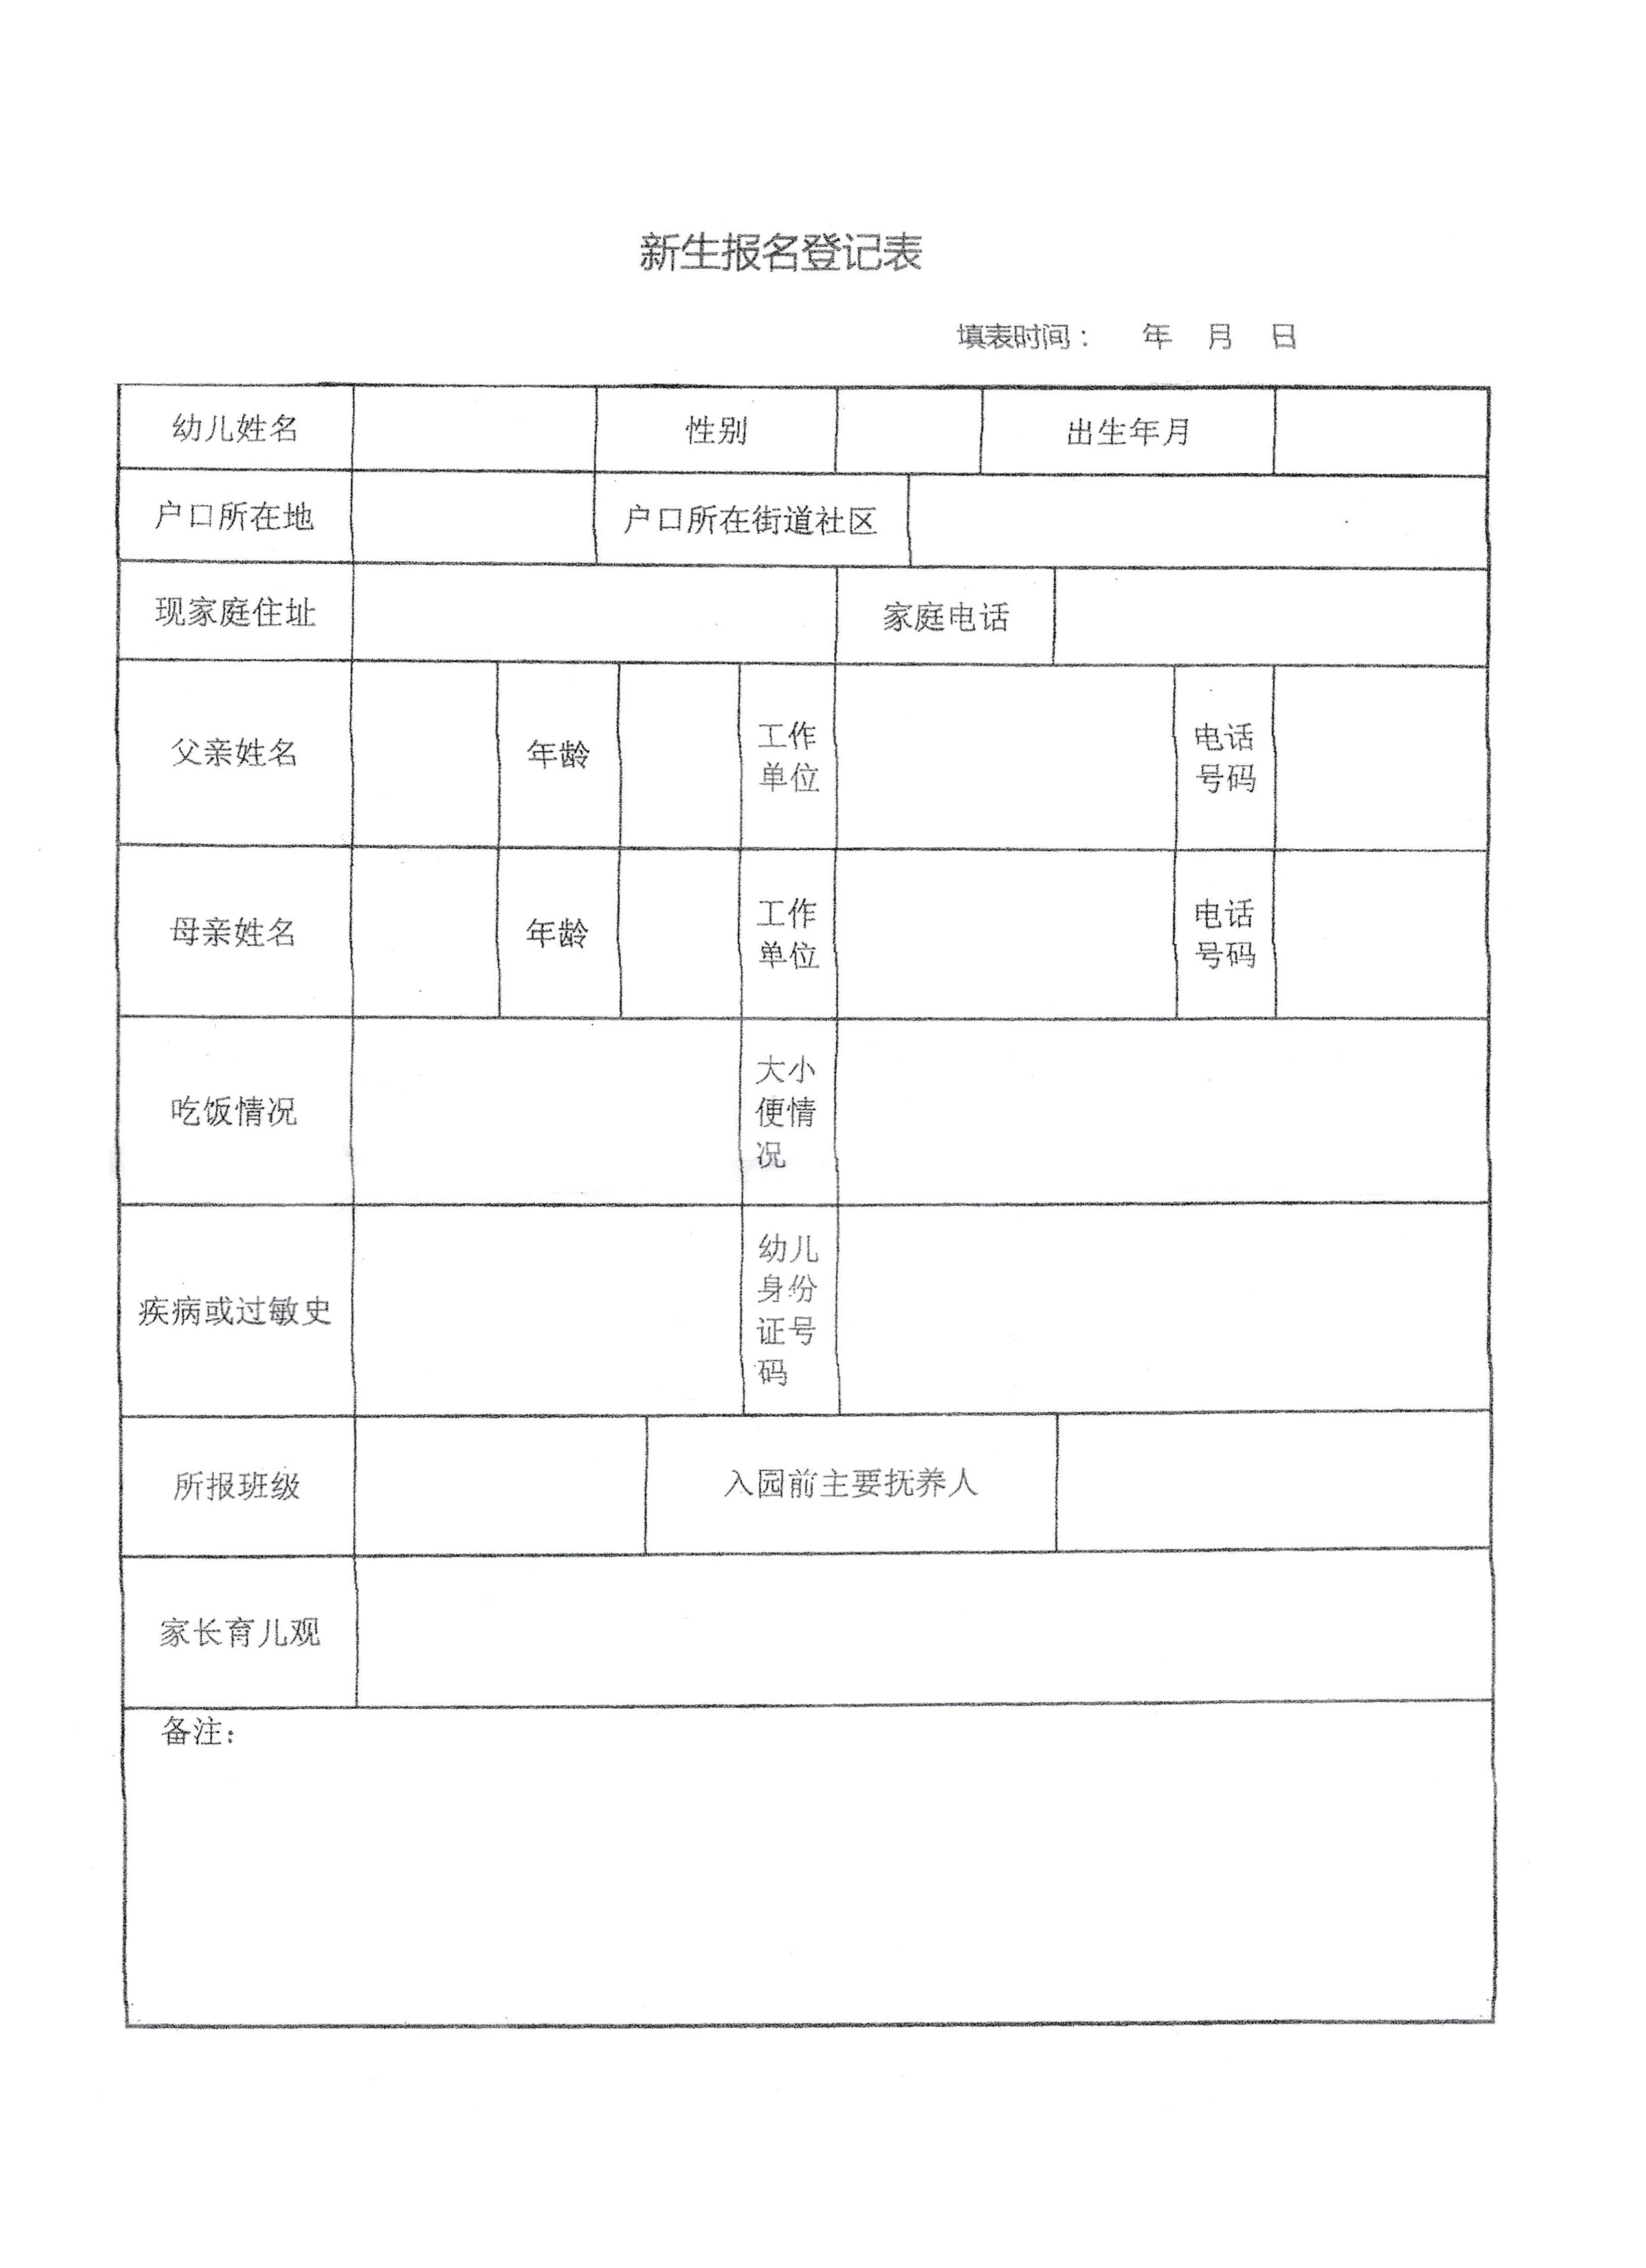 新生报名登记表
填表时间： 年 月 日
幼儿姓名 性别 出生年月
户口所在地 户口所在街道社区
现家庭住址 家庭电话
父亲姓名 年龄 工作单位 电话号码
母亲姓名 年龄 工作单位 电话号码
吃饭情况 大小便情况
疾病或过敏史 幼儿身份证号码
所报班级 入园前主要抚养人
家长育儿观
备注：